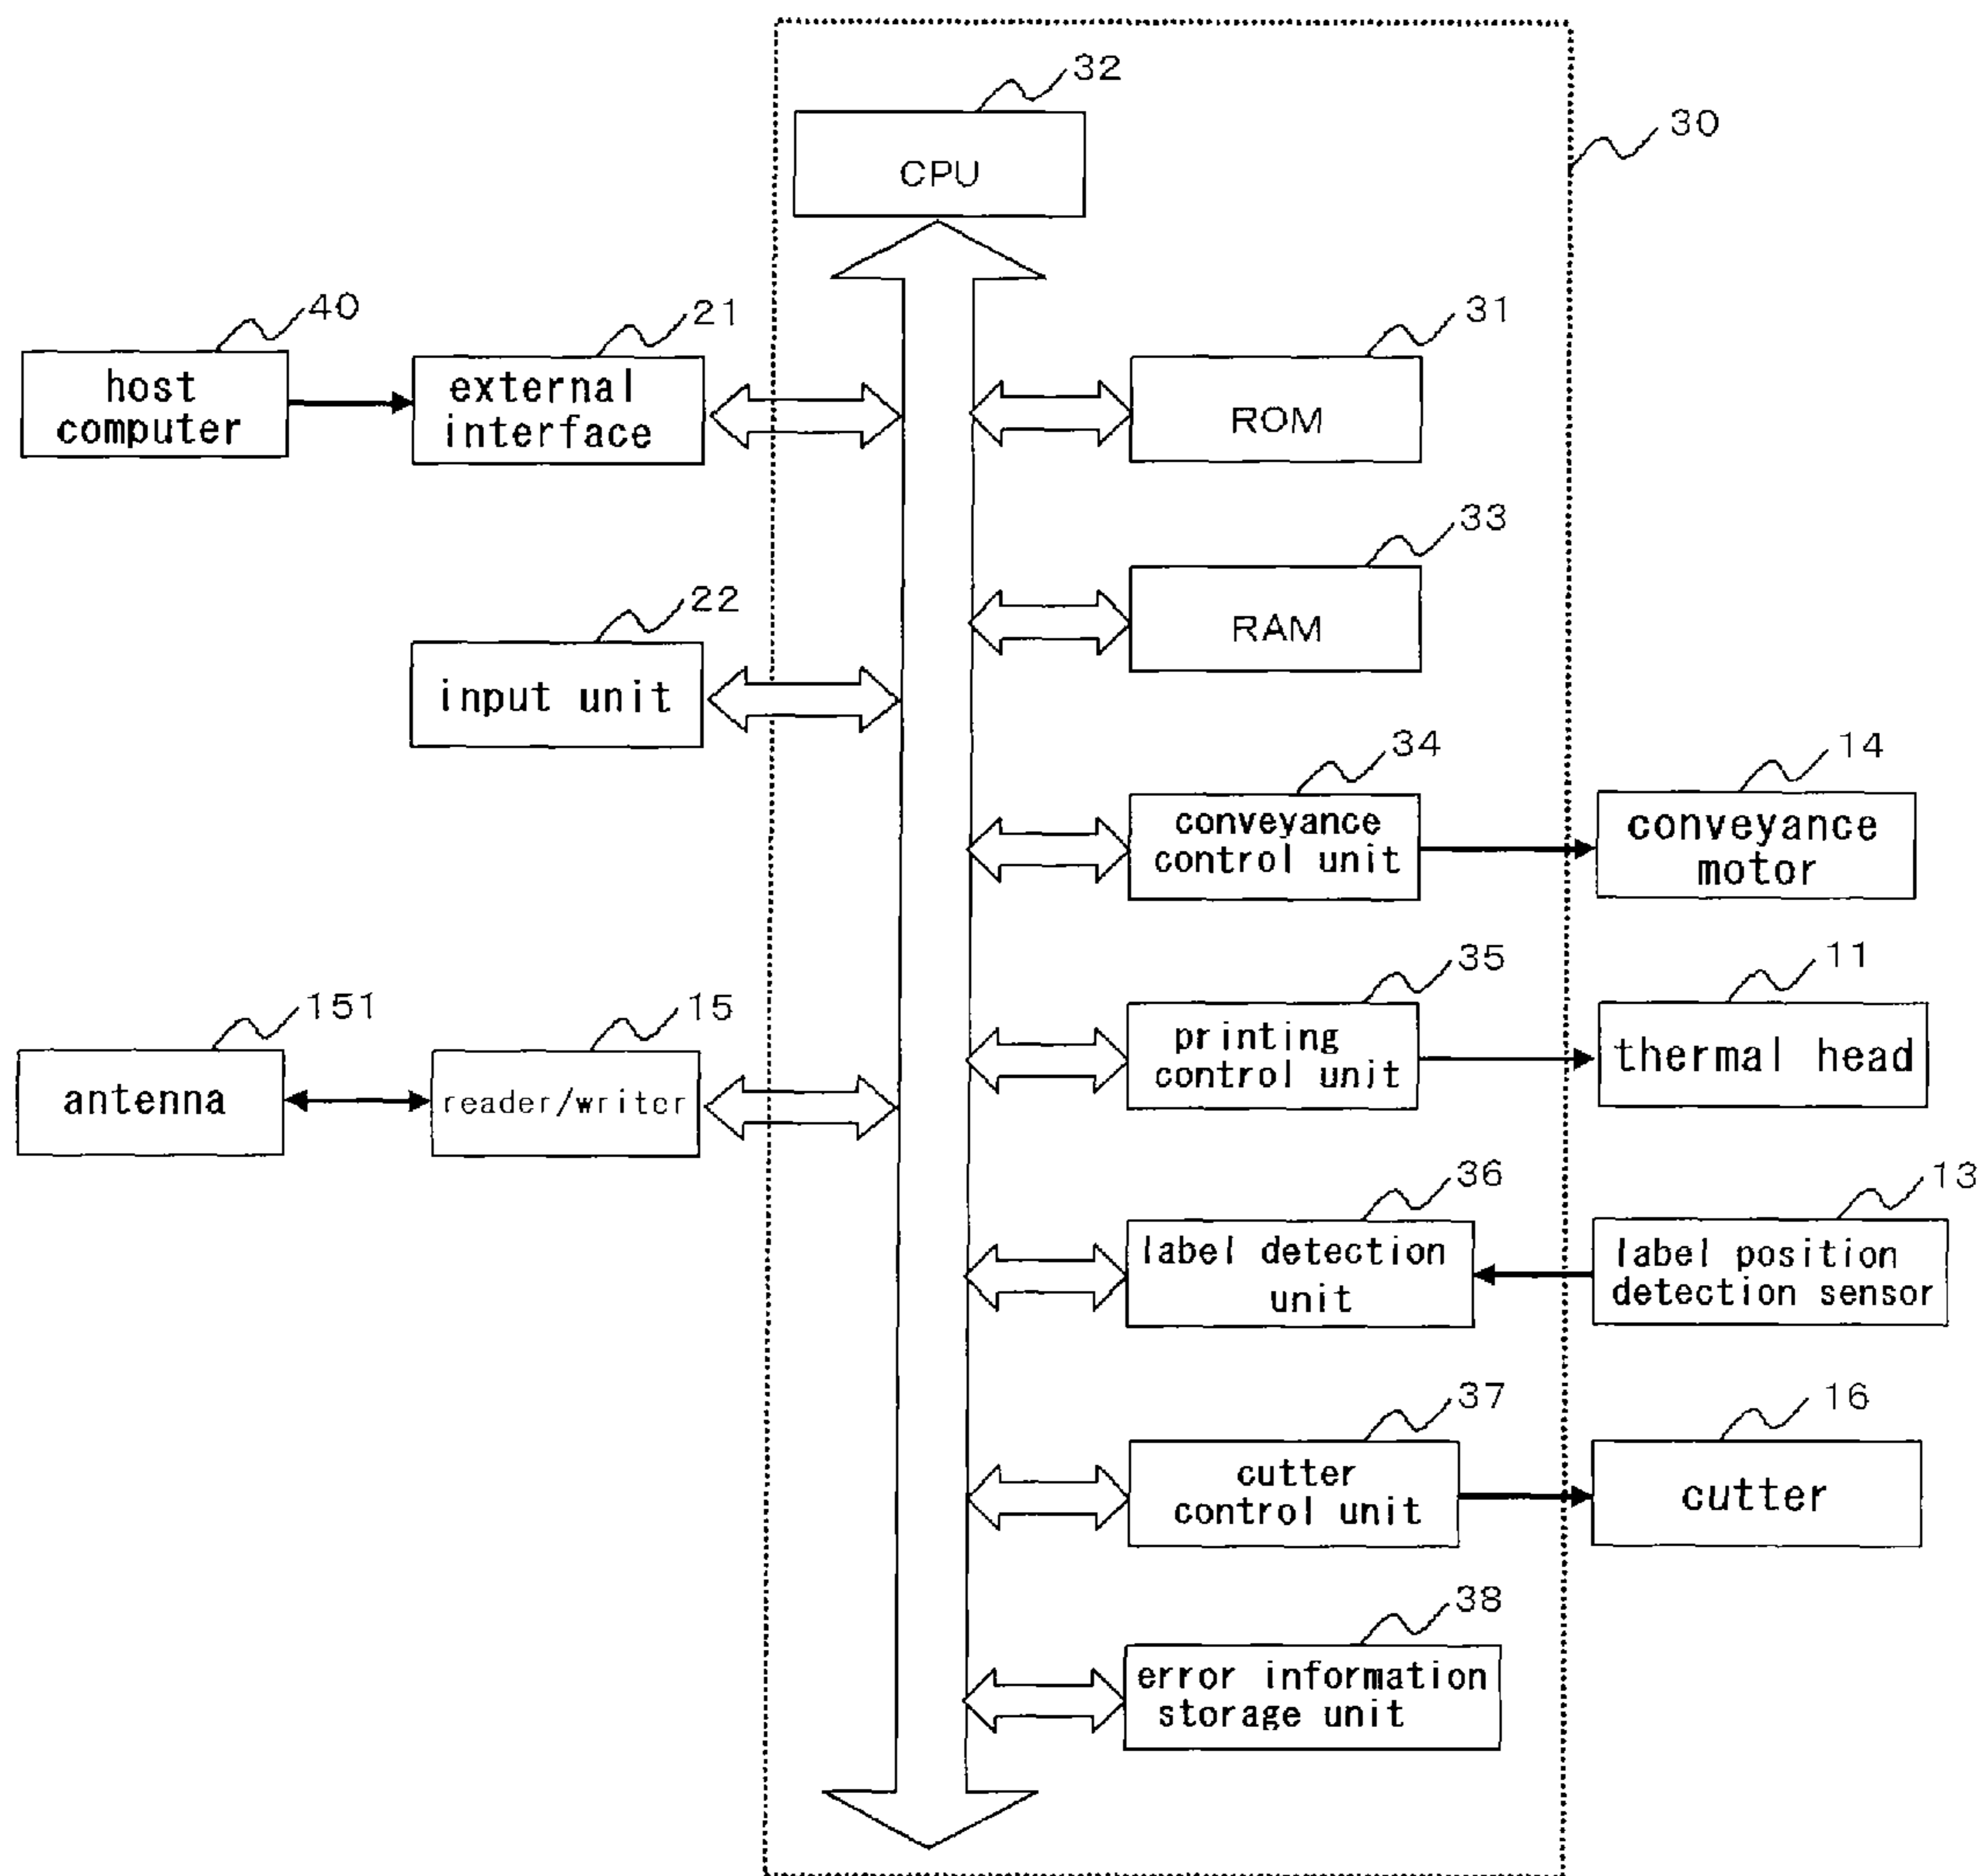 32
CPU
30
40
host
computer
21
external
interface
31
ROM
33
RAM
22
input unit
34
conveyance
control unit
14
conveyance
motor
151
antenna
15
reader/writer
35
printing
control unit
11
thermal head
36
label detection
unit
13
label position
detection sensor
37
cutter
control unit
16
cutter
38
error information
storage unit